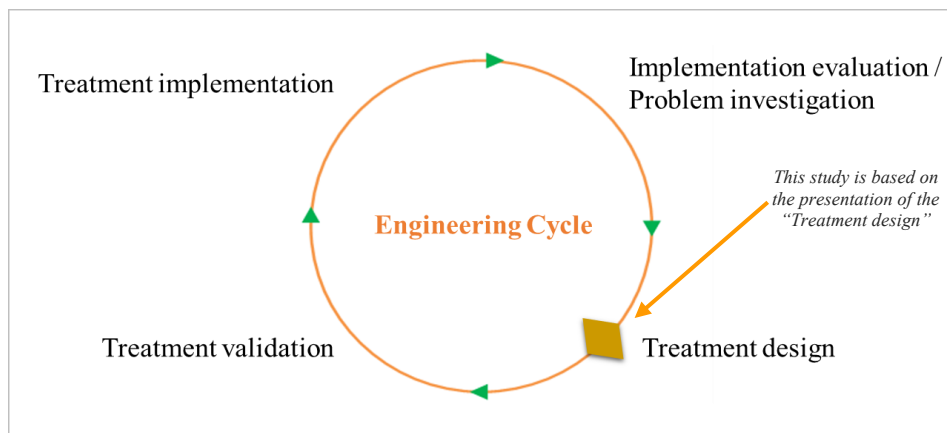 Treatment implementation
Implementation evaluation /
Problem investigation
This study is based on
the presentation of the
“Treatment design”
Engineering Cycle
Treatment validation
Treatment design